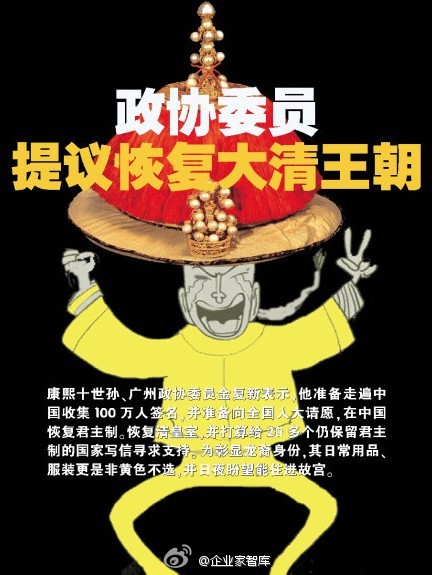 政协委员
提议恢复大清王朝
康熙十世孙、广州政协委员金复新表示,他准备走遍中
国收集 100 万人签名,并准备向全国人大请愿,在中国
恢复君主制。恢复清皇室,并打算给 20 多个仍保留君主
制的国家写信寻求支持。为彰显龙裔身份,其日常用品、
服装更是非黄色不选,并日夜盼望能住进故宫。
@企业家智库